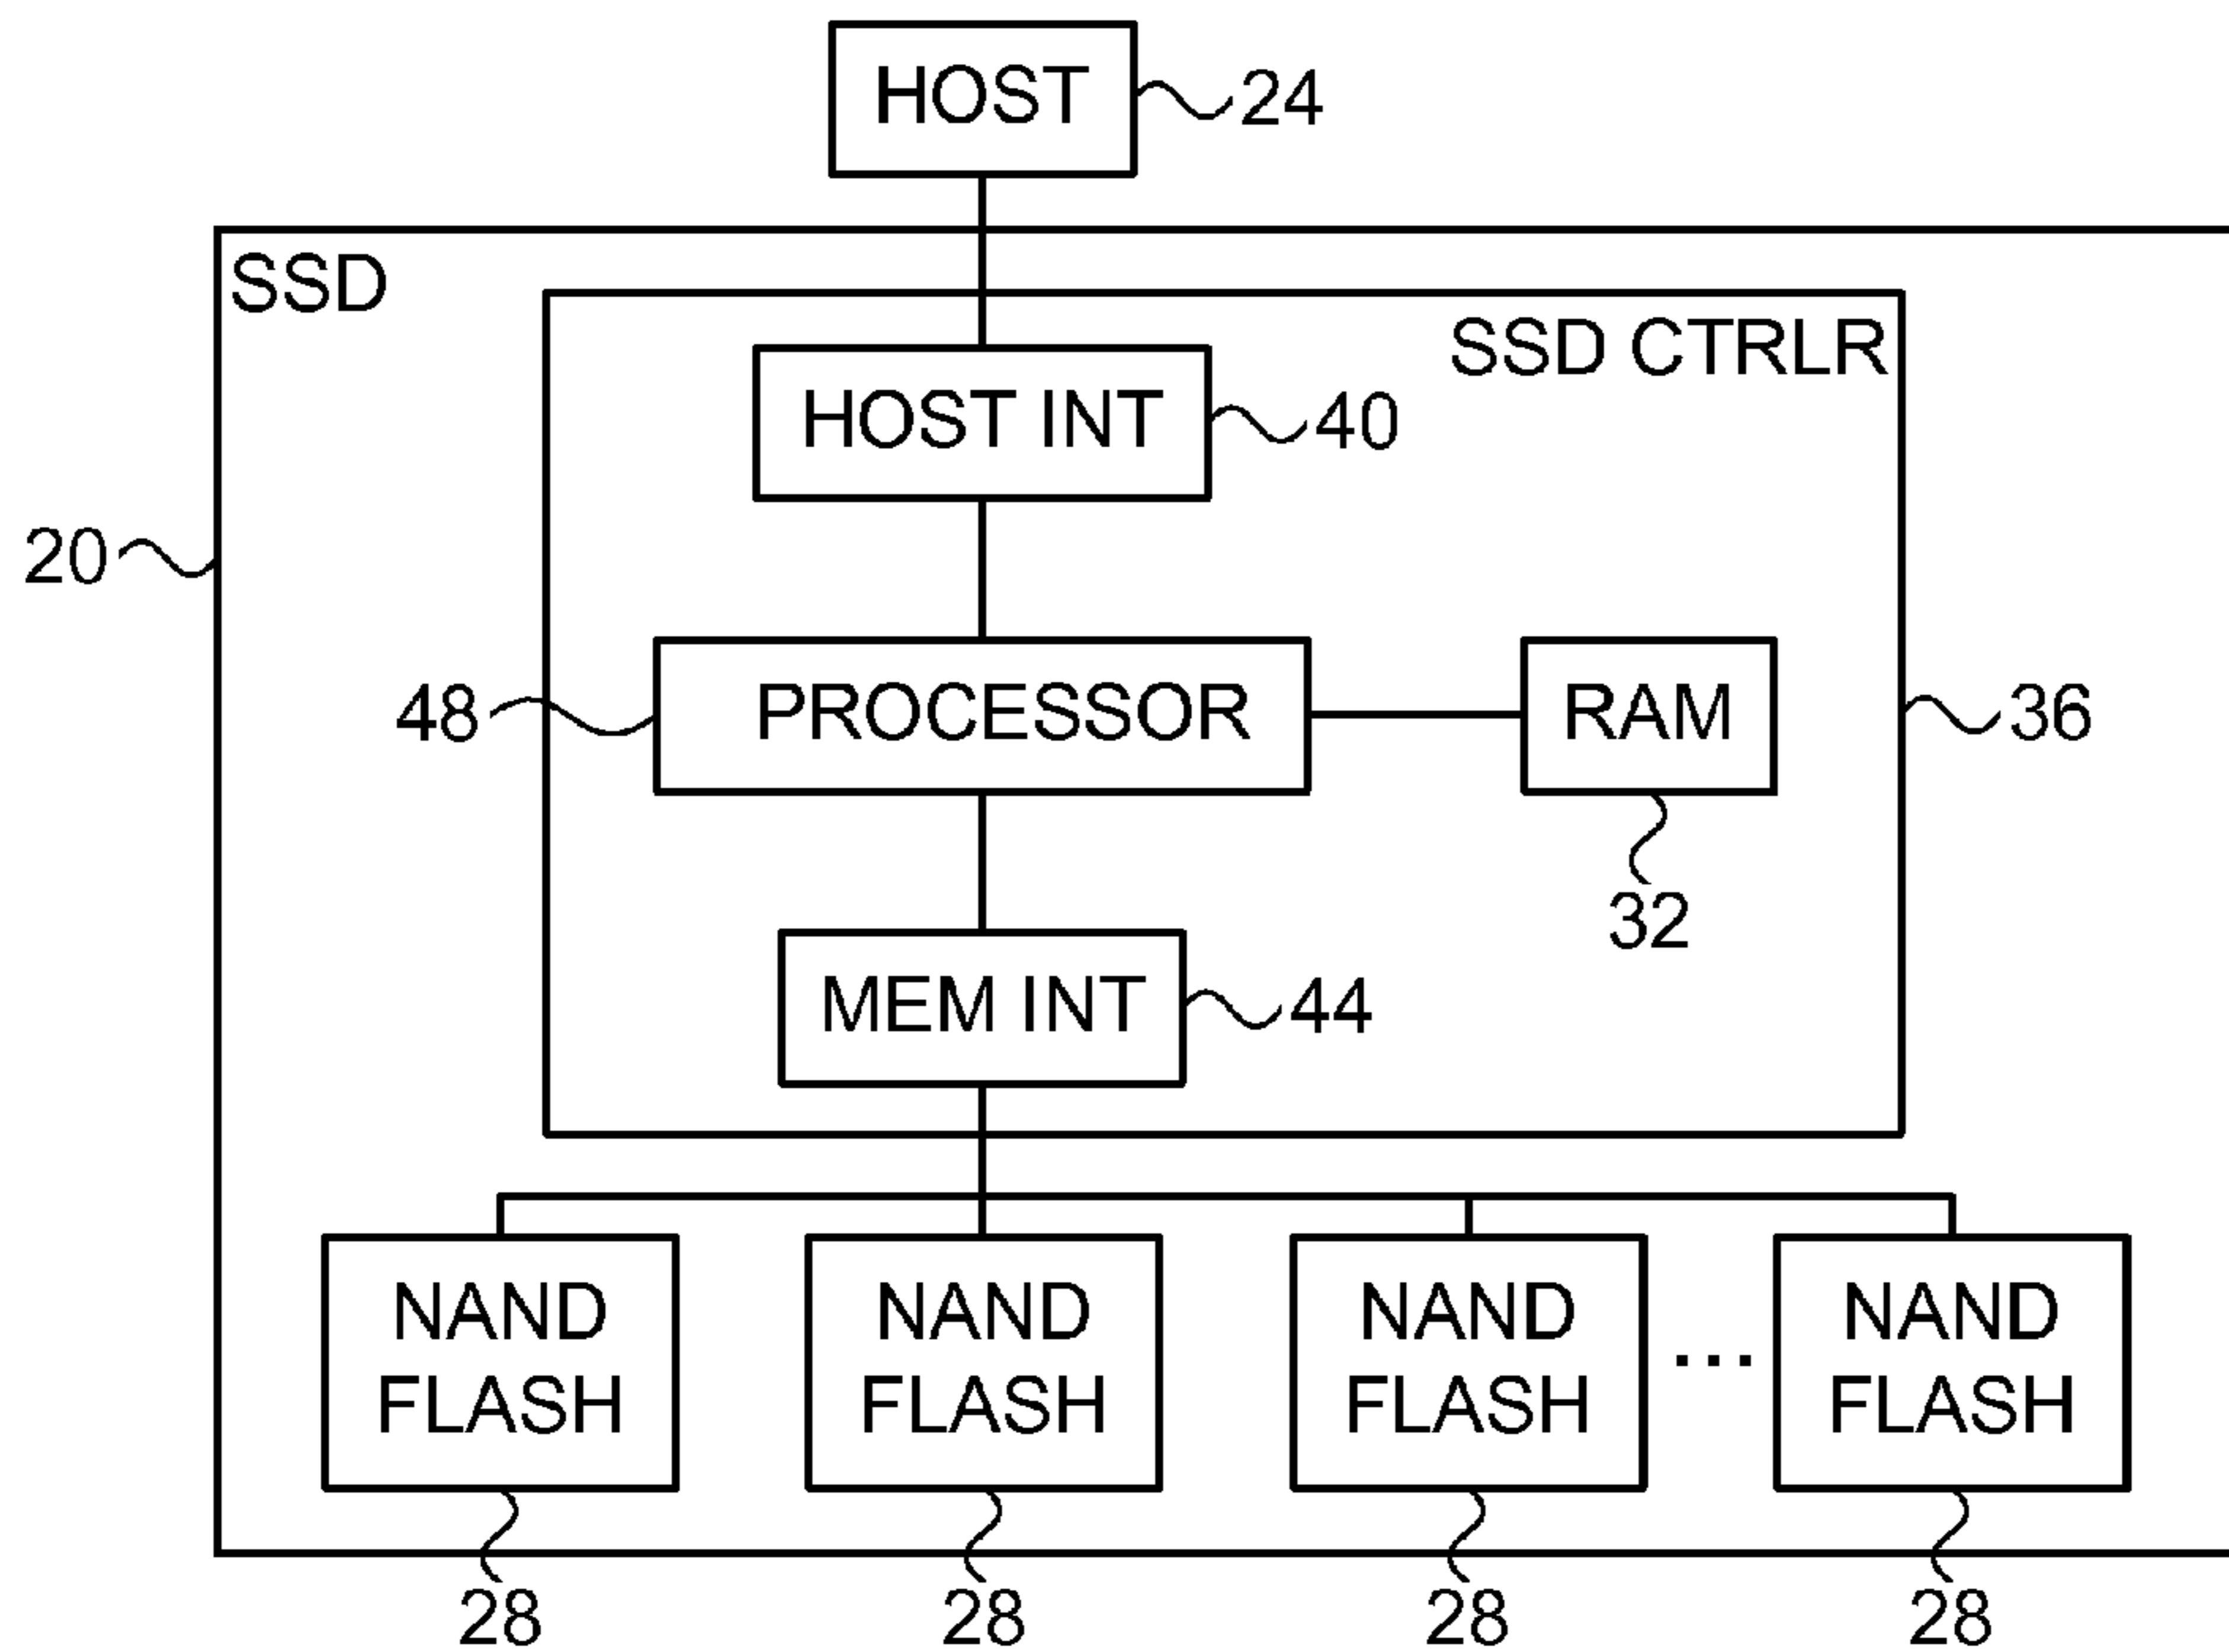 HOST
24
SSD
SSD CTRLR
HOST INT
40
20
48
PROCESSOR
RAM
36
32
MEM INT
44
NAND
FLASH
NAND
FLASH
NAND
FLASH
...
NAND
FLASH
28
28
28
28